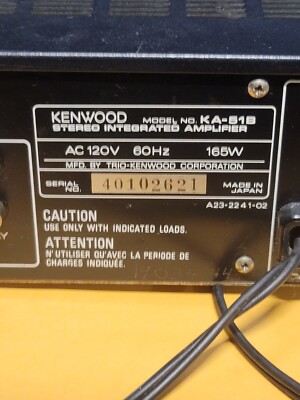 KENWOOD MODEL NO. KA-51B
STEREO INTEGRATED AMPLIFIER
AC 120V 60Hz 165W
MFD. BY TRIO-KENWOOD CORPORATION
SERIAL NO. 40102621 MADE IN JAPAN
A23-2241-02
CAUTION
USE ONLY WITH INDICATED LOADS.
ATTENTION
N'UTILISER QU'AVEC LA PERIODE DE
CHARGES INDIQUÉE.